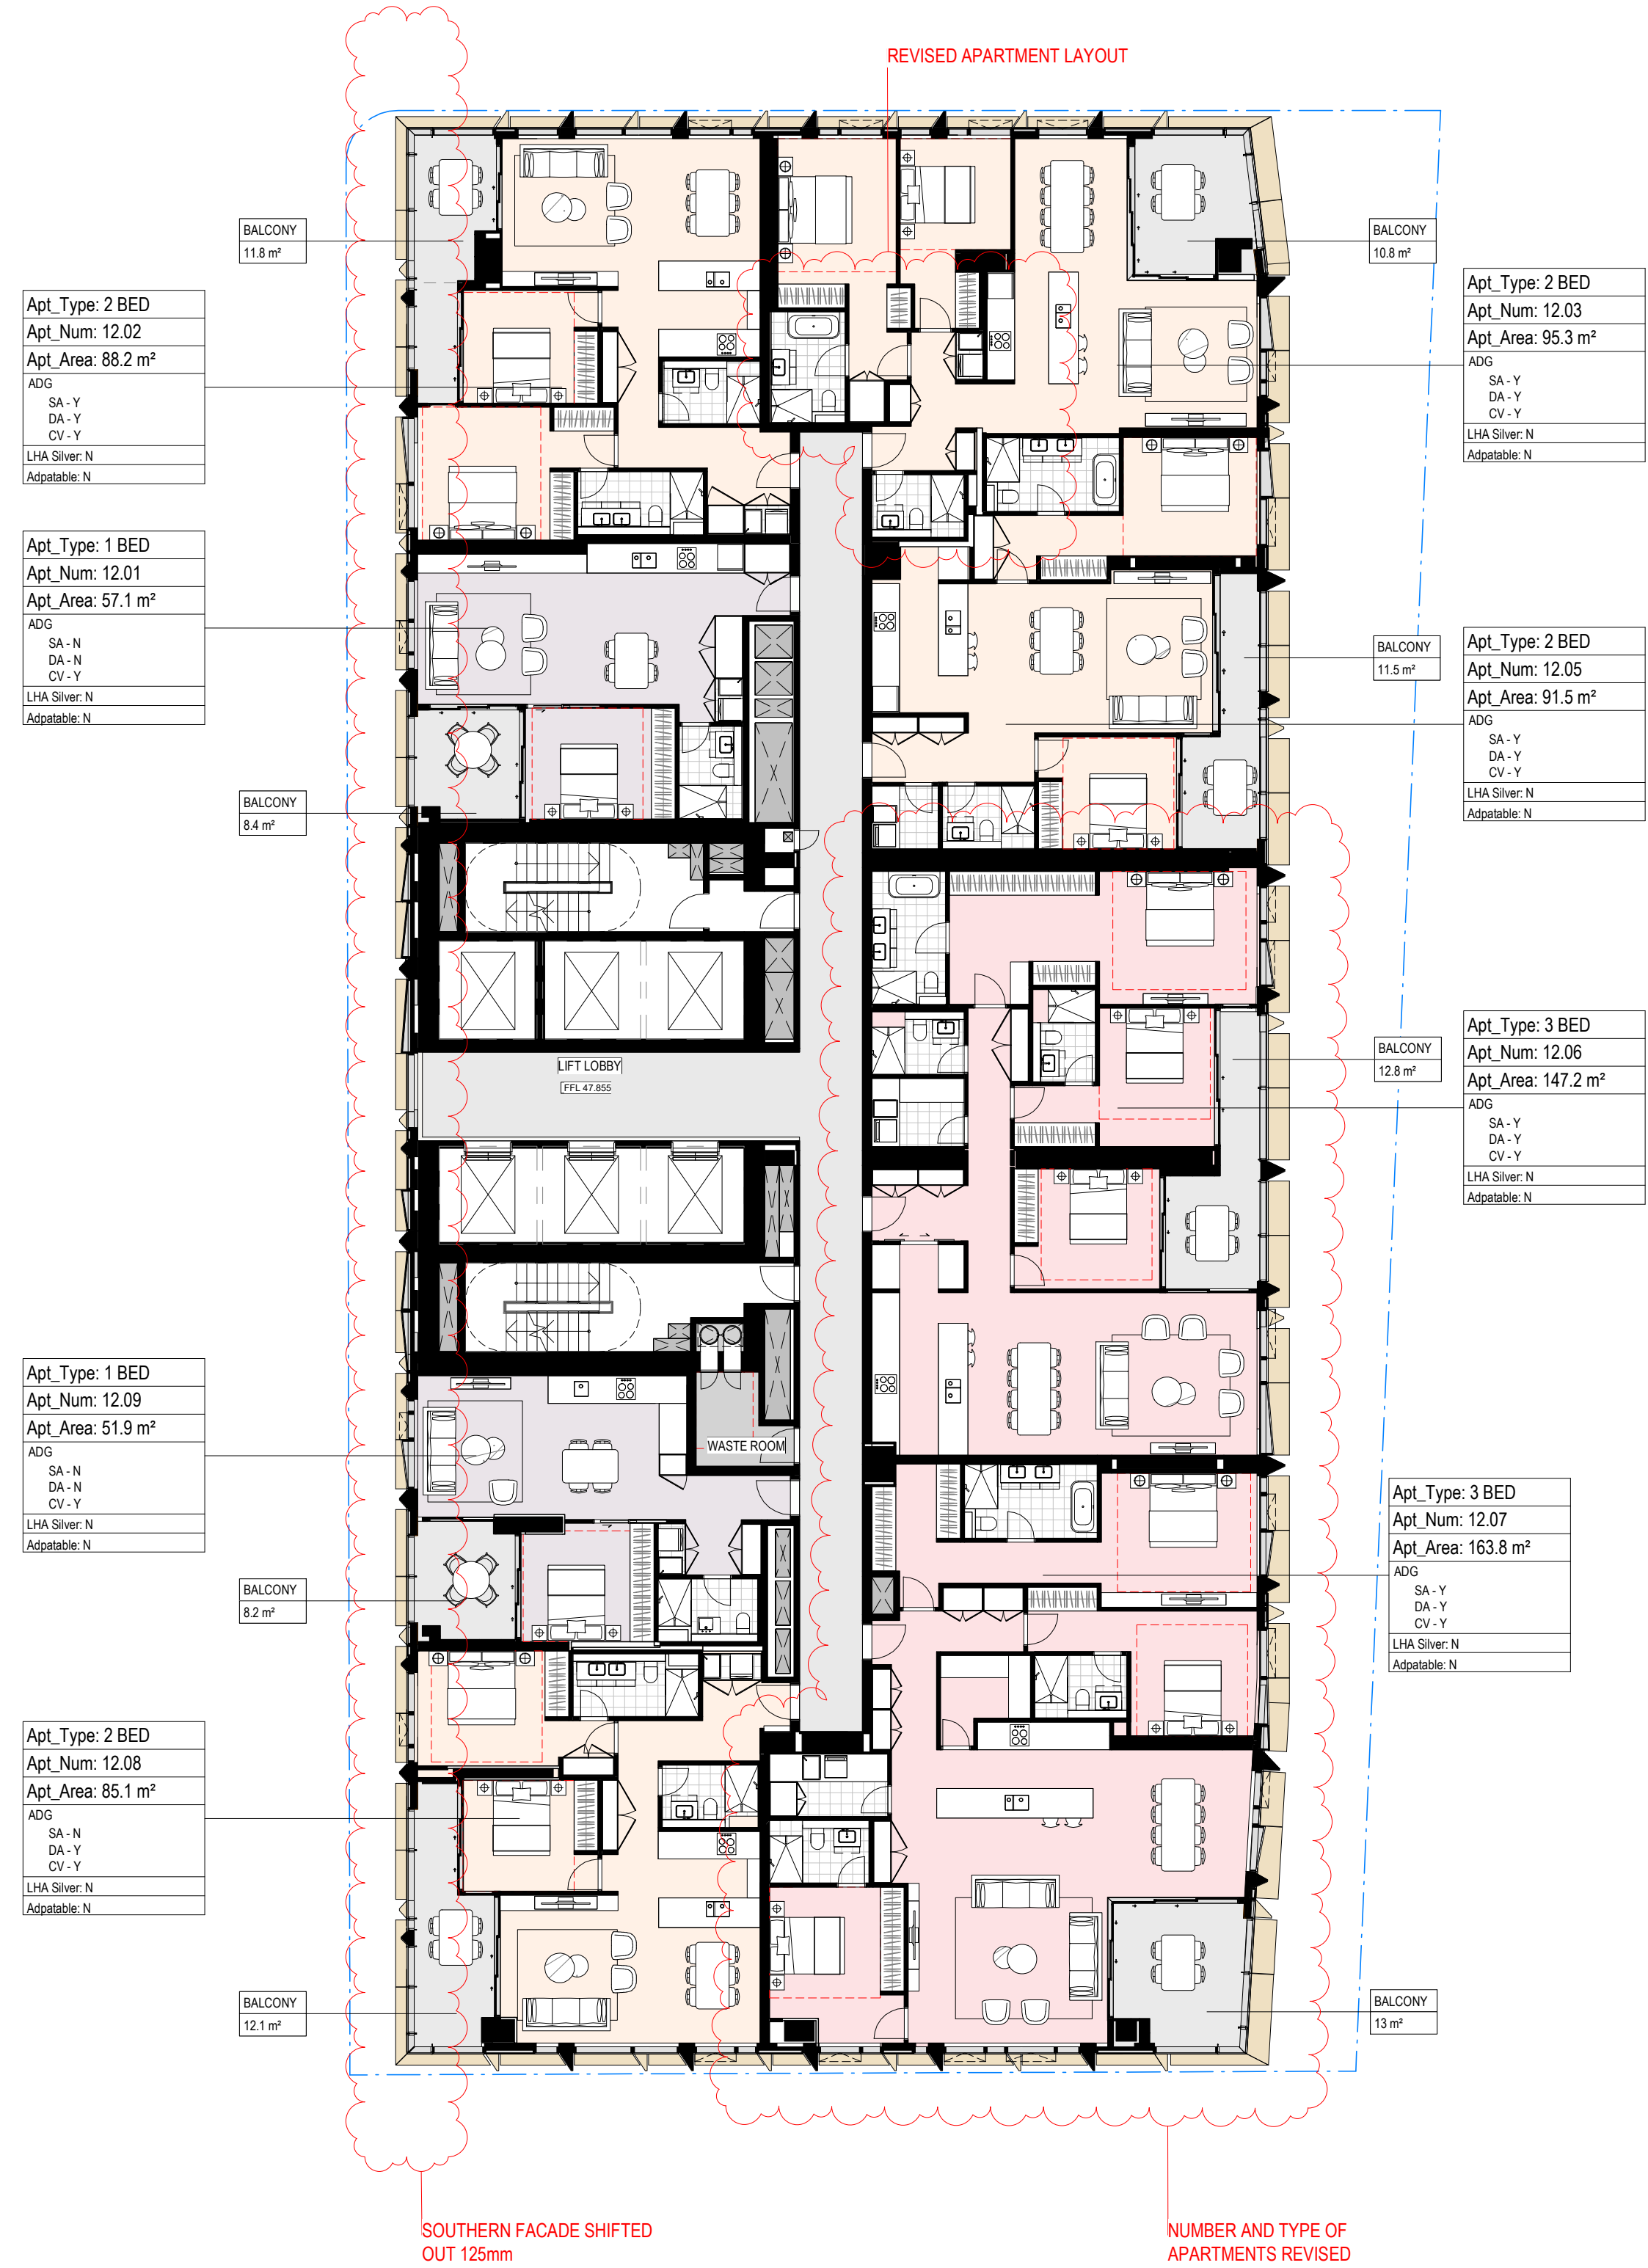 REVISED APARTMENT LAYOUT
BALCONY
11.8 m²
Apt_Type: 2 BED
Apt_Num: 12.02
Apt_Area: 88.2 m²
ADG
SA - Y
DA - Y
CV - Y
LHA Silver: N
Adpatable: N
Apt_Type: 1 BED
Apt_Num: 12.01
Apt_Area: 57.1 m²
ADG
SA - N
DA - N
CV - Y
LHA Silver: N
Adpatable: N
BALCONY
8.4 m²
BALCONY
10.8 m²
Apt_Type: 2 BED
Apt_Num: 12.03
Apt_Area: 95.3 m²
ADG
SA - Y
DA - Y
CV - Y
LHA Silver: N
Adpatable: N
BALCONY
11.5 m²
Apt_Type: 2 BED
Apt_Num: 12.05
Apt_Area: 91.5 m²
ADG
SA - Y
DA - Y
CV - Y
LHA Silver: N
Adpatable: N
LIFT LOBBY
FFL 47.855
BALCONY
12.8 m²
Apt_Type: 3 BED
Apt_Num: 12.06
Apt_Area: 147.2 m²
ADG
SA - Y
DA - Y
CV - Y
LHA Silver: N
Adpatable: N
Apt_Type: 1 BED
Apt_Num: 12.09
Apt_Area: 51.9 m²
ADG
SA - N
DA - N
CV - Y
LHA Silver: N
Adpatable: N
WASTE ROOM
BALCONY
8.2 m²
Apt_Type: 3 BED
Apt_Num: 12.07
Apt_Area: 163.8 m²
ADG
SA - Y
DA - Y
CV - Y
LHA Silver: N
Adpatable: N
Apt_Type: 2 BED
Apt_Num: 12.08
Apt_Area: 85.1 m²
ADG
SA - N
DA - Y
CV - Y
LHA Silver: N
Adpatable: N
BALCONY
12.1 m²
BALCONY
13 m²
SOUTHERN FACADE SHIFTED
OUT 125mm
NUMBER AND TYPE OF
APARTMENTS REVISED